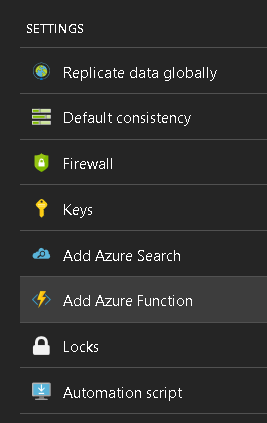 SETTINGS
Replicate data globally
Default consistency
Firewall
Keys
Add Azure Search
Add Azure Function
Locks
Automation script